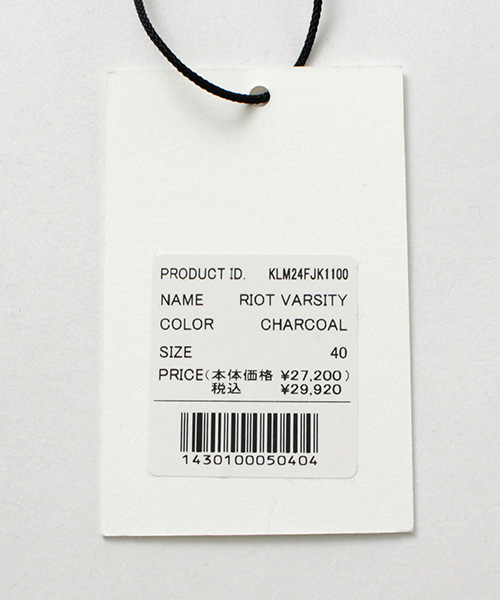 PRODUCT ID. KLM24FJK1100
NAME RIOT VARSITY
COLOR CHARCOAL
SIZE 40
PRICE(本体価格 ¥27,200)
税込 ¥29,920
1430100050404